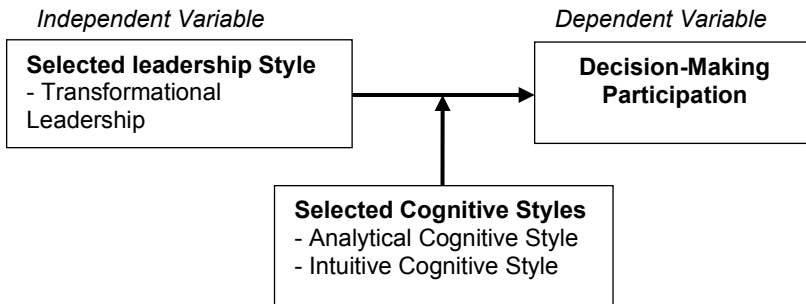 Independent Variable
Dependent Variable
Selected leadership Style
- Transformational
Leadership
Decision-Making
Participation
Selected Cognitive Styles
- Analytical Cognitive Style
- Intuitive Cognitive Style